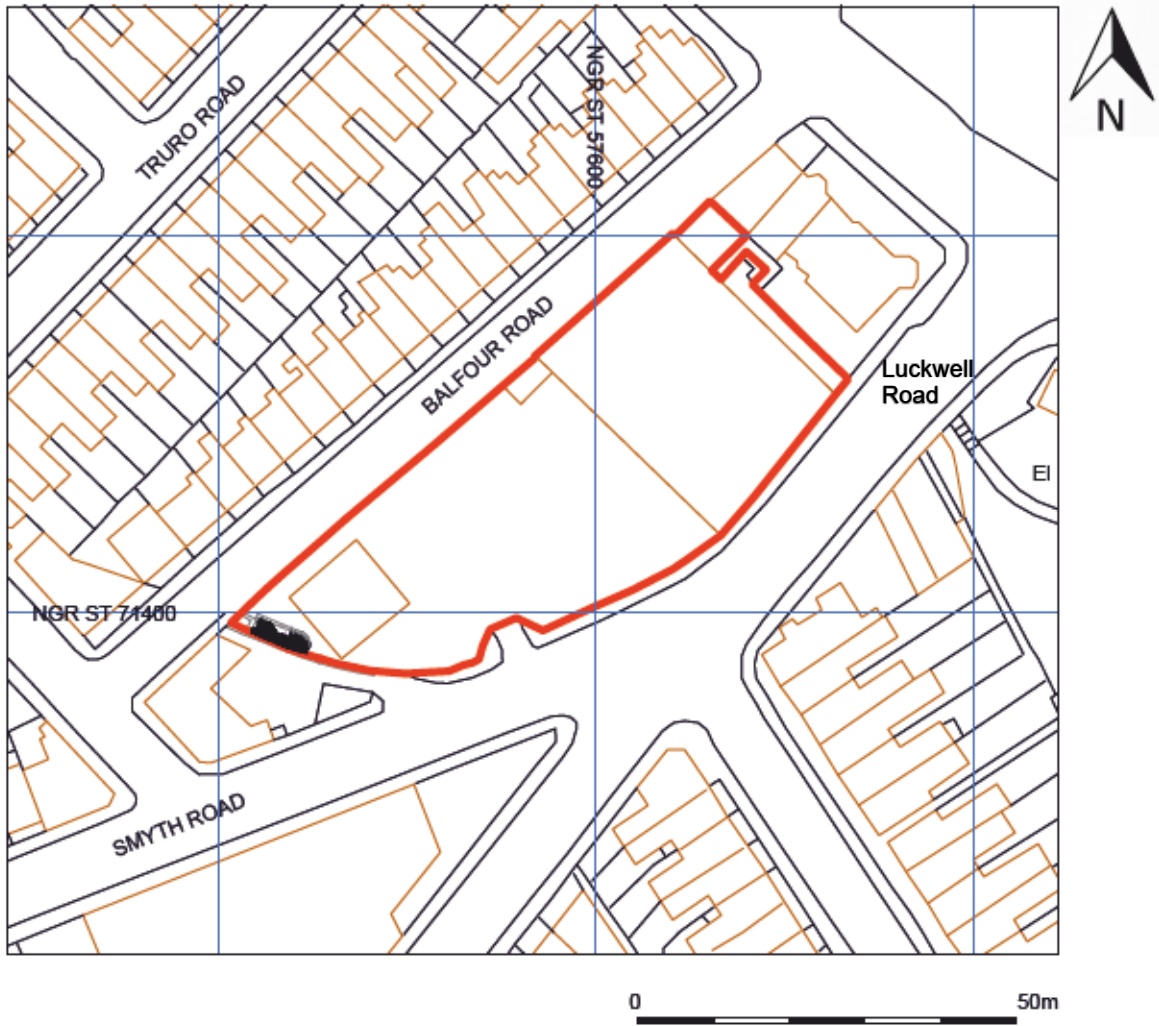 TRURO ROAD
NGR ST 57600
N
BALFOUR ROAD
Luckwell
Road
El
NGR ST 71400
SMYTH ROAD
0
50m